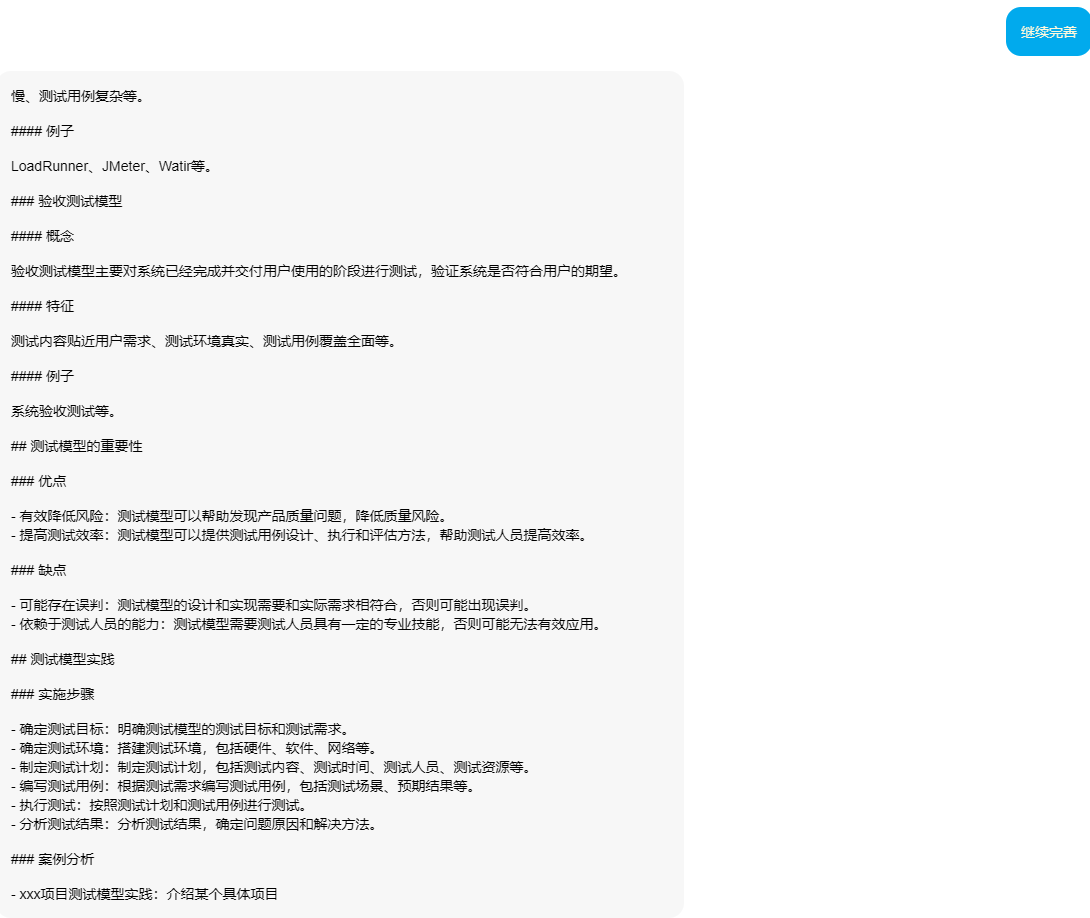 继续完善
慢、测试用例复杂等。
#### 例子
LoadRunner、JMeter、Watir等。
### 验收测试模型
#### 概念
验收测试模型主要对系统已经完成并交付用户使用的阶段进行测试，验证系统是否符合用户的期望。
#### 特征
测试内容贴近用户需求、测试环境真实、测试用例覆盖全面等。
#### 例子
系统验收测试等。
## 测试模型的重要性
### 优点
- 有效降低风险：测试模型可以帮助发现产品质量问题，降低质量风险。
- 提高测试效率：测试模型可以提供测试用例设计、执行和评估方法，帮助测试人员提高效率。
### 缺点
- 可能存在误判：测试模型的设计和实现需要和实际需求相符合，否则可能出现误判。
- 依赖于测试人员的能力：测试模型需要测试人员具有一定的专业技能，否则可能无法有效应用。
## 测试模型实践
### 实施步骤
- 确定测试目标：明确测试模型的测试目标和测试需求。
- 确定测试环境：搭建测试环境，包括硬件、软件、网络等。
- 制定测试计划：制定测试计划，包括测试内容、测试时间、测试人员、测试资源等。
- 编写测试用例：根据测试需求编写测试用例，包括测试场景、预期结果等。
- 执行测试：按照测试计划和测试用例进行测试。
- 分析测试结果：分析测试结果，确定问题原因和解决方法。
### 案例分析
- xxx项目测试模型实践：介绍某个具体项目